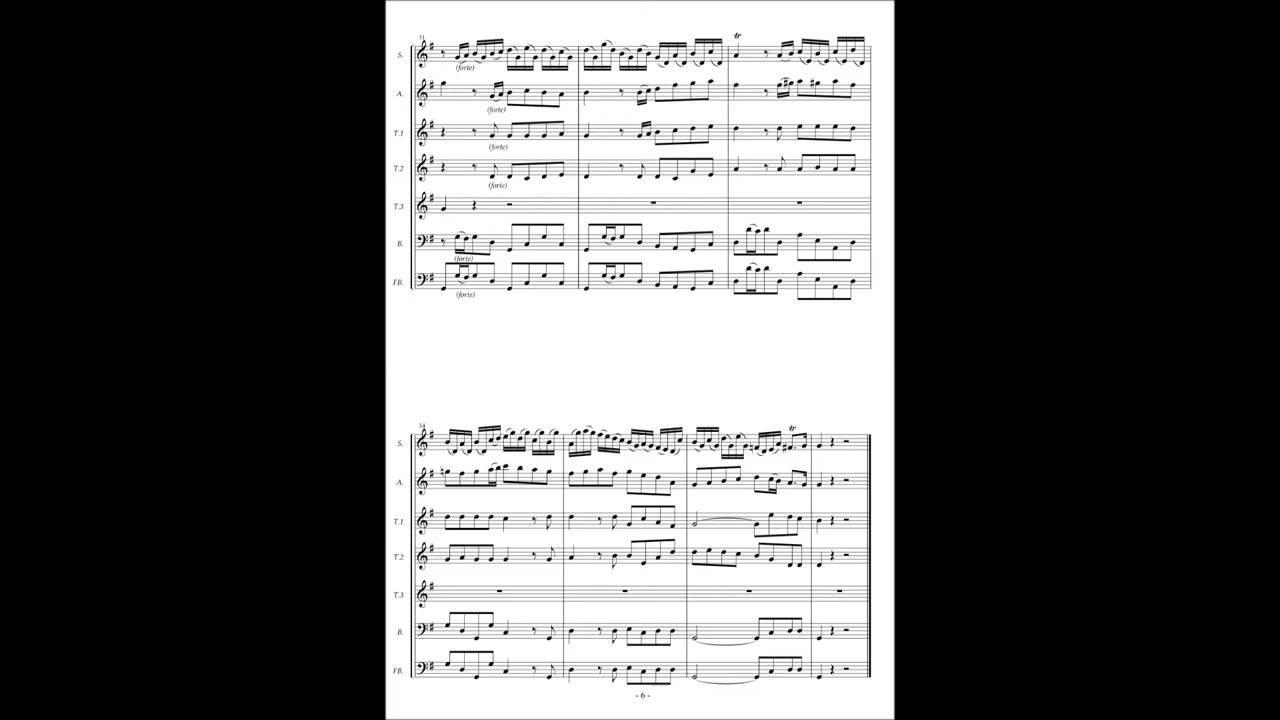 31
S.
tr
(forte)
A.
(forte)
T.1
(forte)
T.2
(forte)
T.3
B.
(forte)
FB.
(forte)
34
S.
tr
A.
T.1
T.2
T.3
B.
FB.
- 6 -